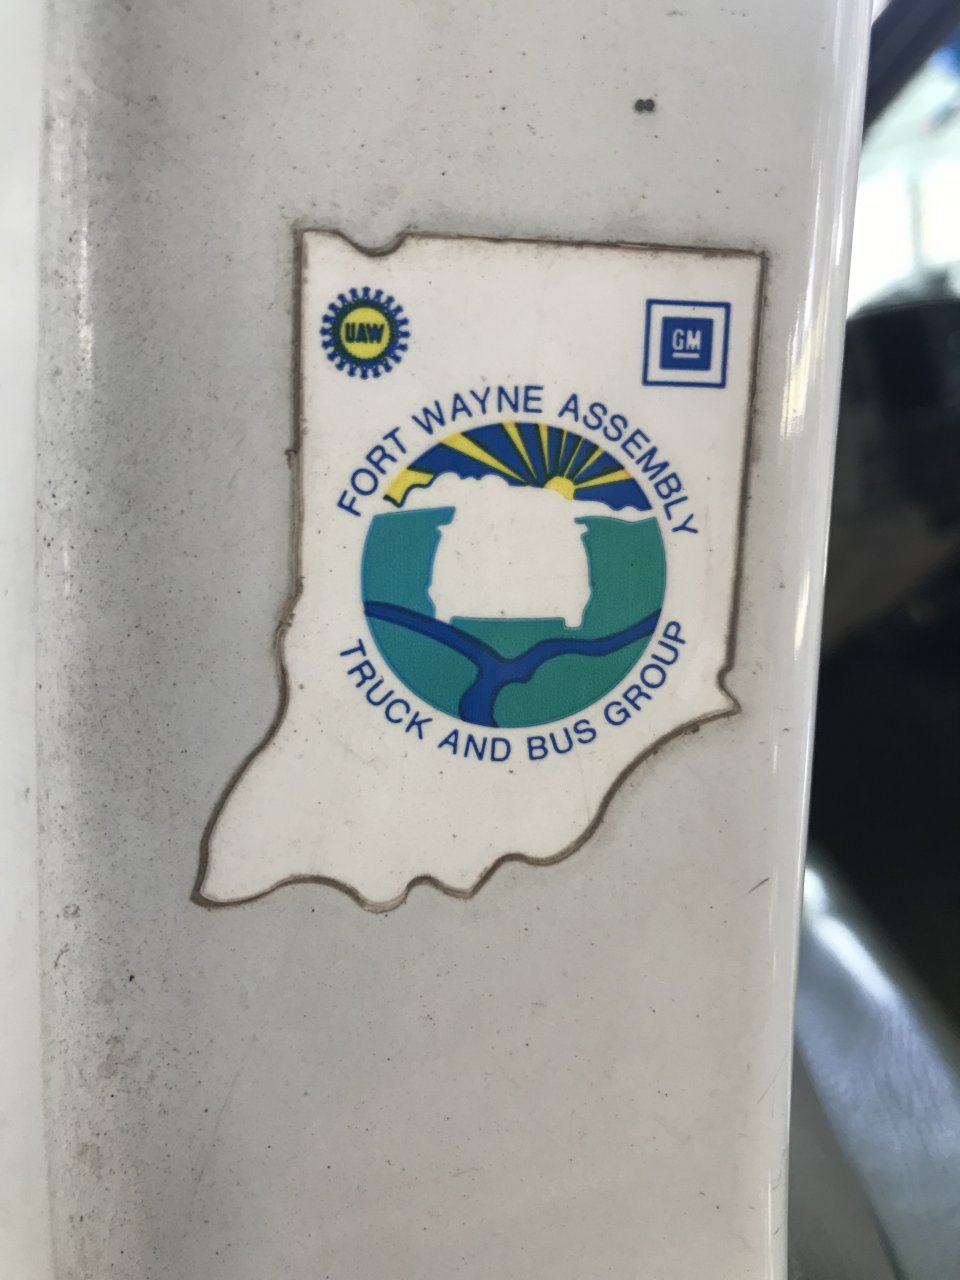 UAW
GM
FORT WAYNE ASSEMBLY
TRUCK AND BUS GROUP